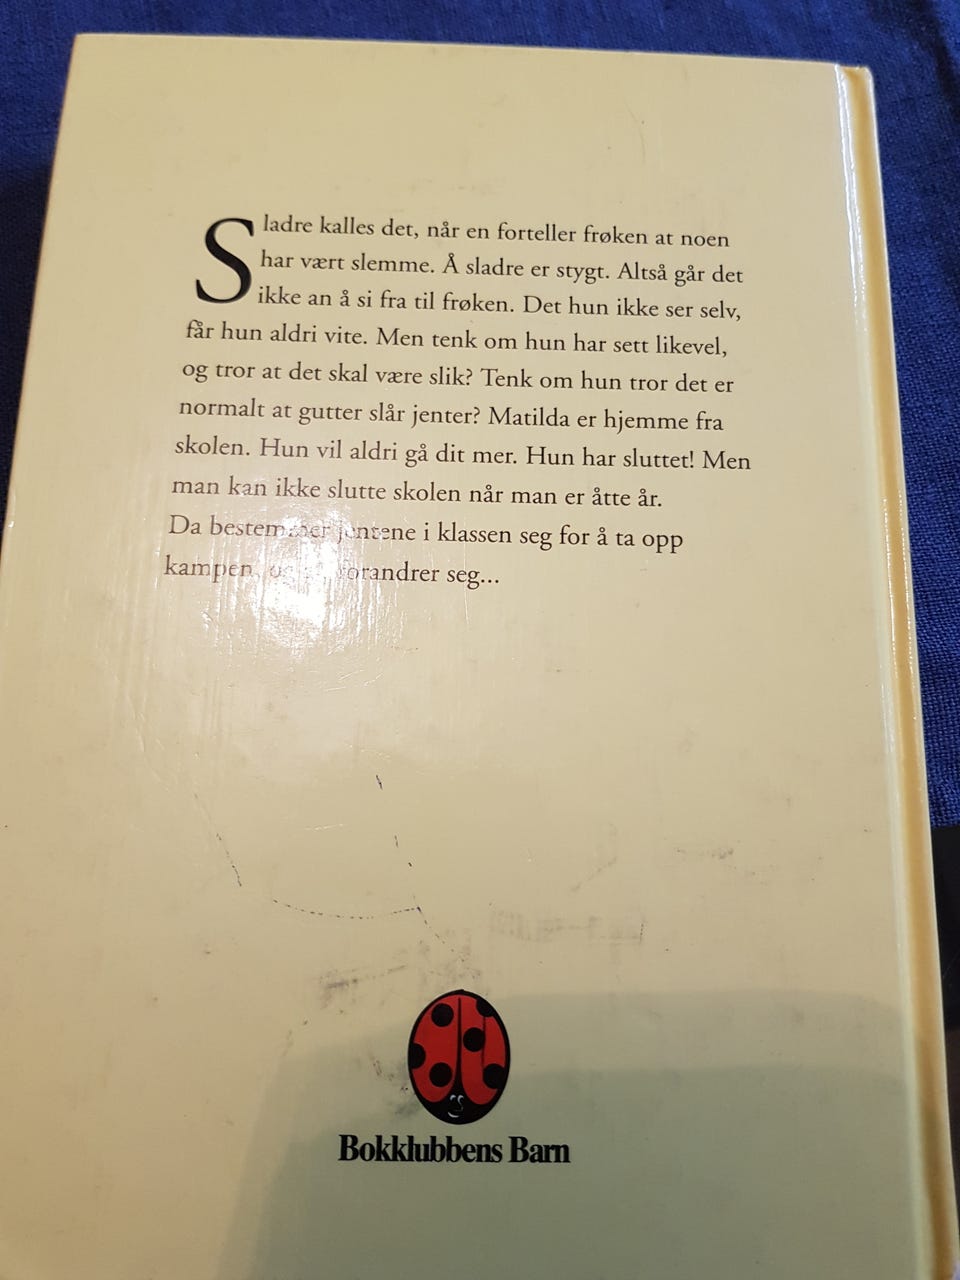 Sladre kalles det, når en forteller frøken at noen
har vært slemme. Å sladre er stygt. Altså går det
ikke an å si fra til frøken. Det hun ikke ser selv,
får hun aldri vite. Men tenk om hun har sett likevel,
og tror at det skal være slik? Tenk om hun tror det er
normalt at gutter slår jenter? Matilda er hjemme fra
skolen. Hun vil aldri gå dit mer. Hun har sluttet! Men
man kan ikke slutte skolen når man er åtte år.
Da bestemmer jentene i klassen seg for å ta opp
kampen, og forandrer seg...
Bokklubbens Barn